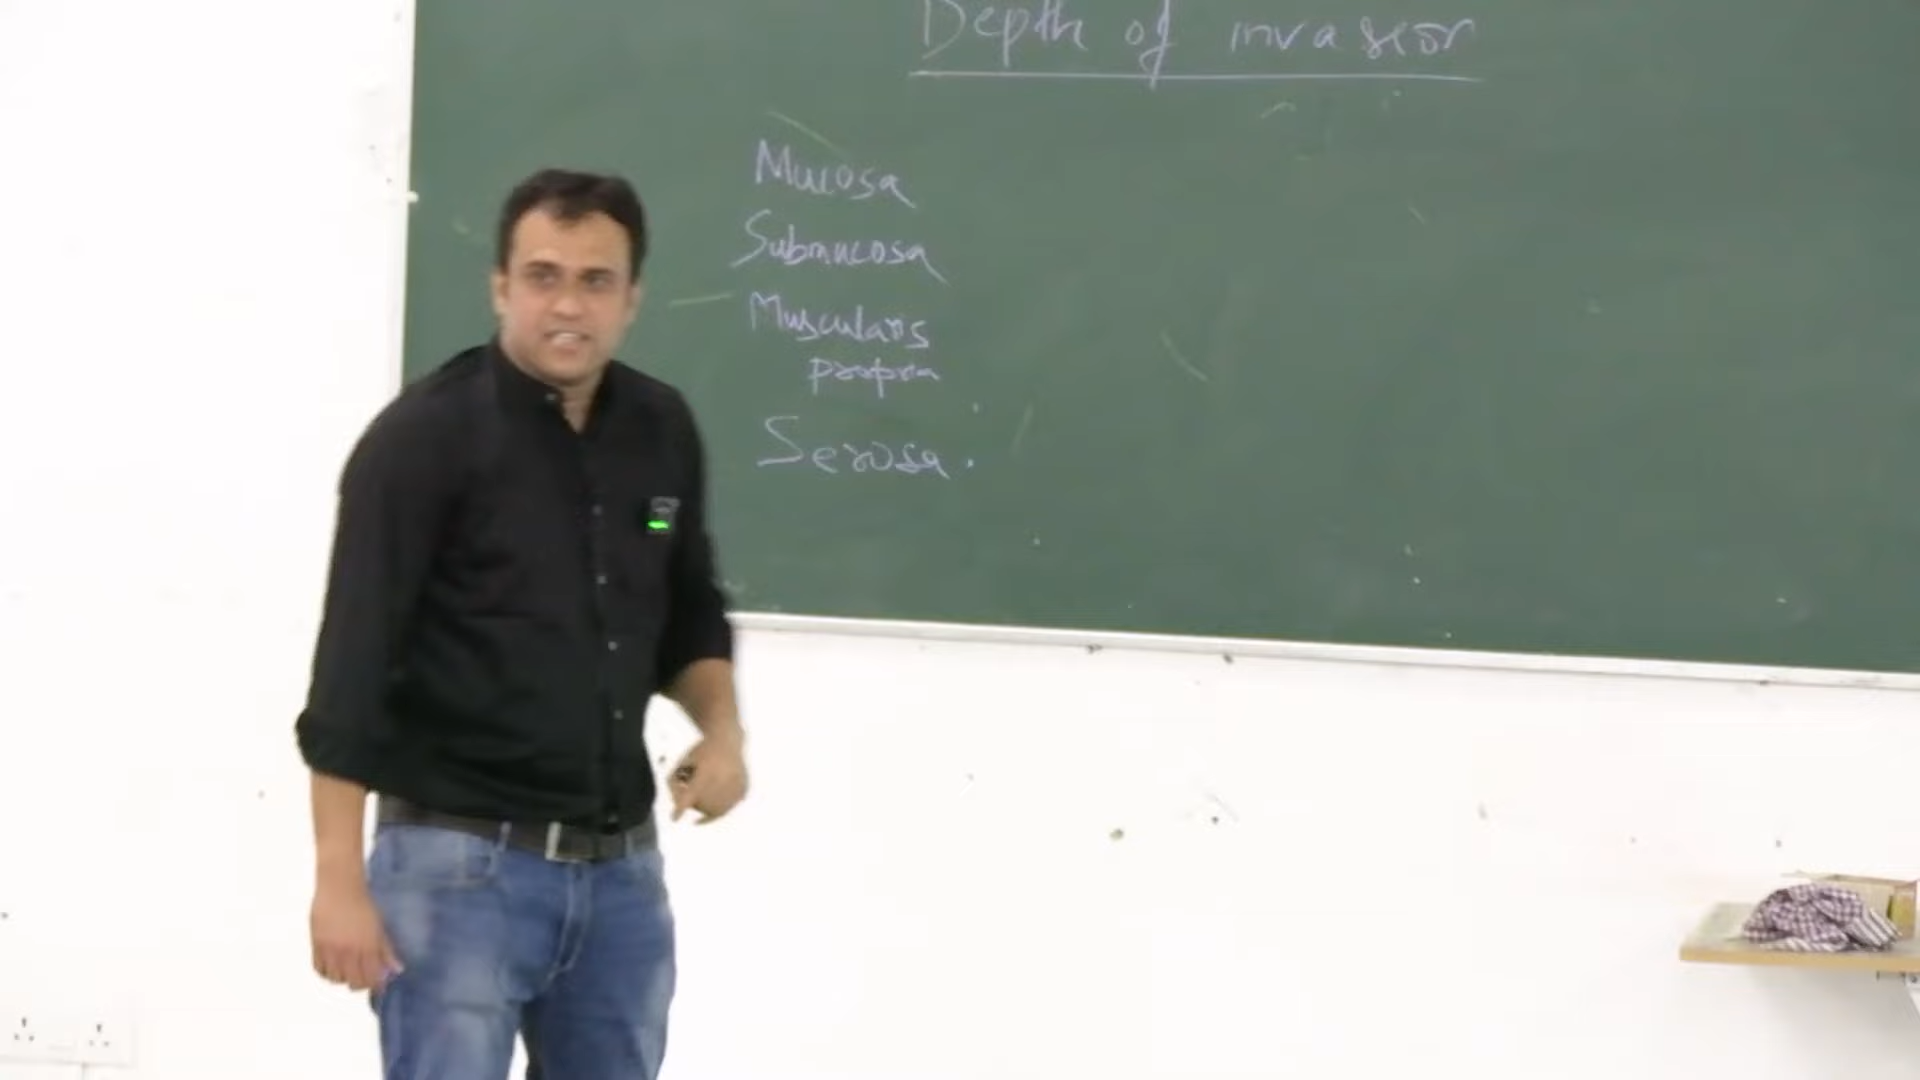 Depth of invasion
Mucosa
Submucosa
Muscularis
propria
Serosa.